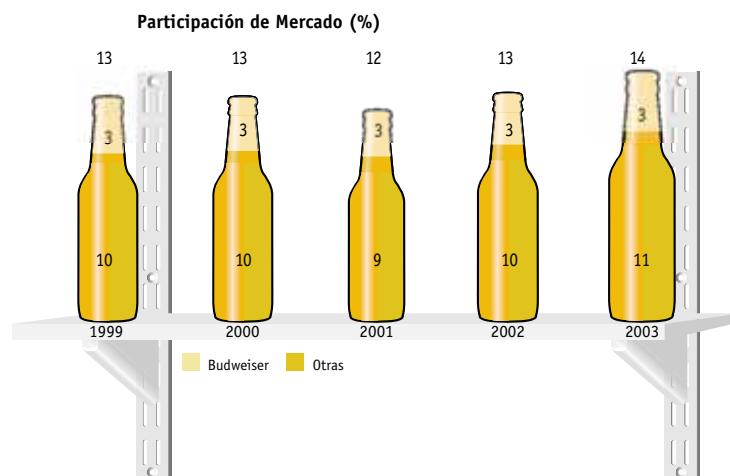 Participación de Mercado (%)
13 13 12 13 14
3 3 3 3 3
10 10 9 10 11
1999 2000 2001 2002 2003
Budweiser Otras